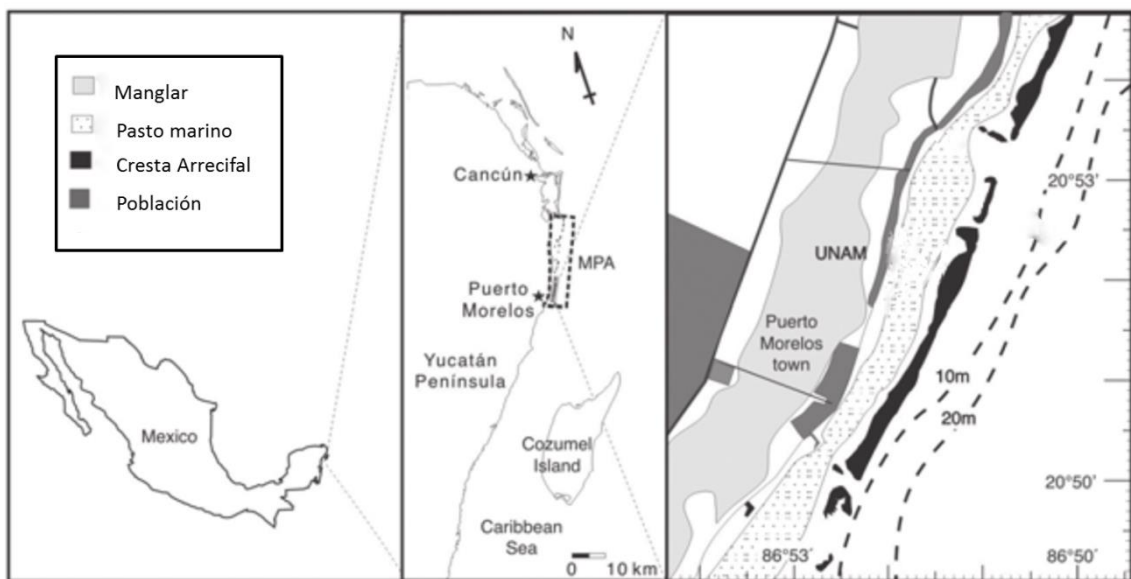 Manglar
Pasto marino
Cresta Arrecifal
Población
Mexico
N
Cancún
MPA
Puerto
Morelos
Yucatán
Península
Cozumel
Island
Caribbean
Sea
0 10 km
20°53'
UNAM
Puerto
Morelos
town
10m
20m
20°50'
86°53'
86°50'